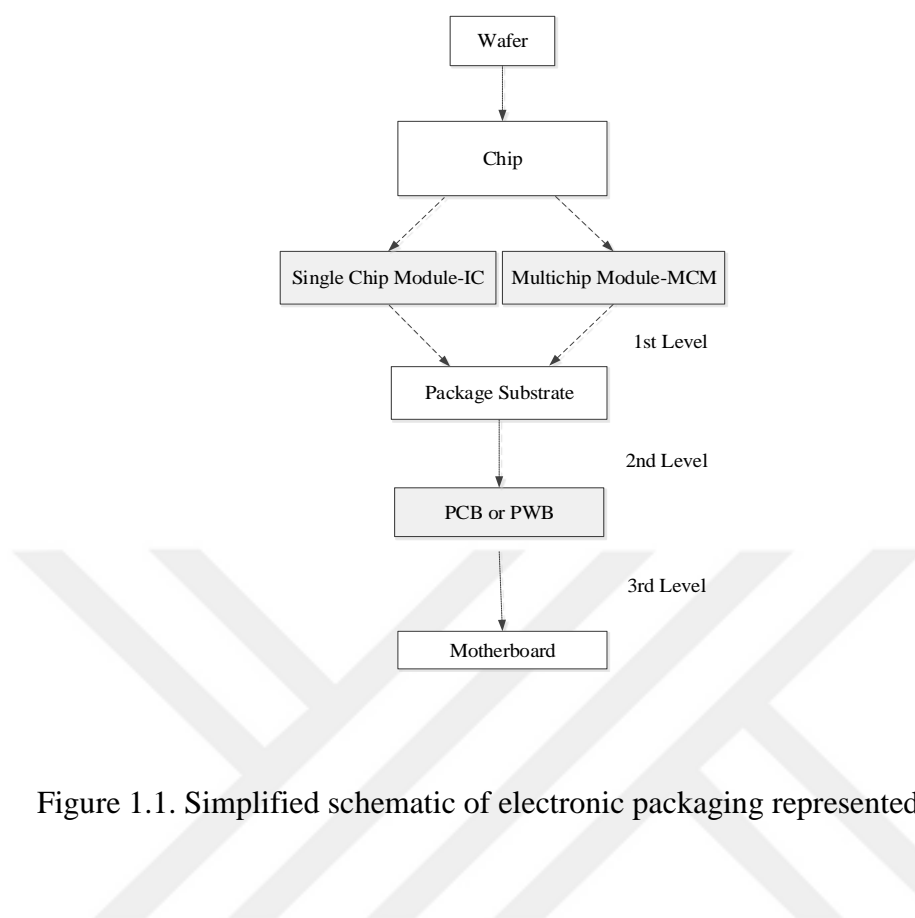 Wafer
Chip
Single Chip Module-IC
Multichip Module-MCM
1st Level
Package Substrate
2nd Level
PCB or PWB
3rd Level
Motherboard
Figure 1.1. Simplified schematic of electronic packaging represented